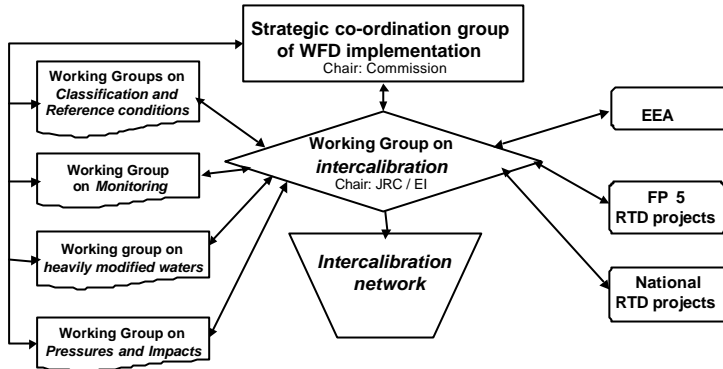 Strategic co-ordination group
of WFD implementation
Chair: Commission
Working Groups on
Classification and
Reference conditions
Working Group
on Monitoring
Working group on
heavily modified waters
Working Group on
Pressures and Impacts
Working Group on
intercalibration
Chair: JRC / EI
Intercalibration
network
EEA
FP 5
RTD projects
National
RTD projects